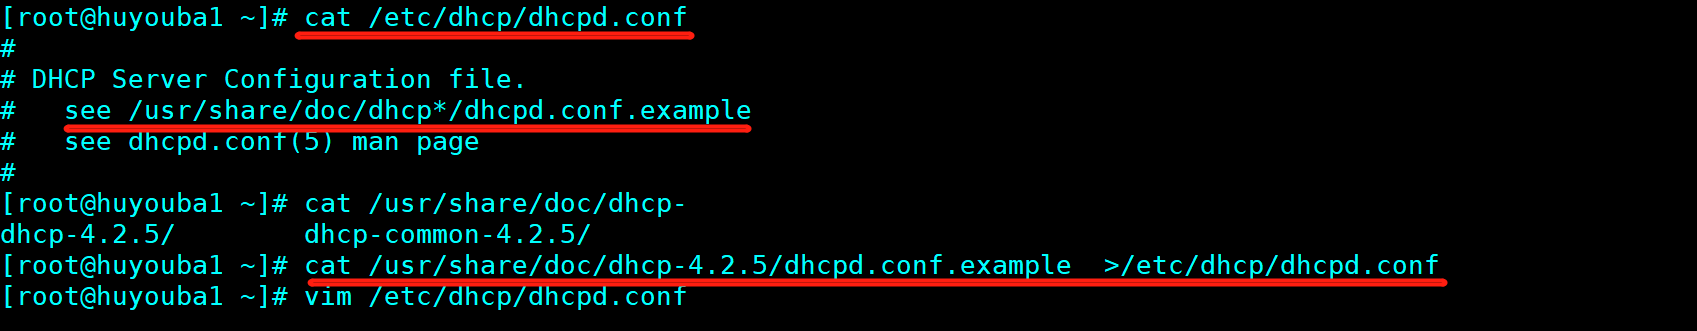 [root@huyouba1 ~]# cat /etc/dhcp/dhcpd.conf
#
# DHCP Server Configuration file.
#   see /usr/share/doc/dhcp*/dhcpd.conf.example
#   see dhcpd.conf(5) man page
#
[root@huyouba1 ~]# cat /usr/share/doc/dhcp-
dhcp-4.2.5/        dhcp-common-4.2.5/
[root@huyouba1 ~]# cat /usr/share/doc/dhcp-4.2.5/dhcpd.conf.example  >/etc/dhcp/dhcpd.conf
[root@huyouba1 ~]# vim /etc/dhcp/dhcpd.conf